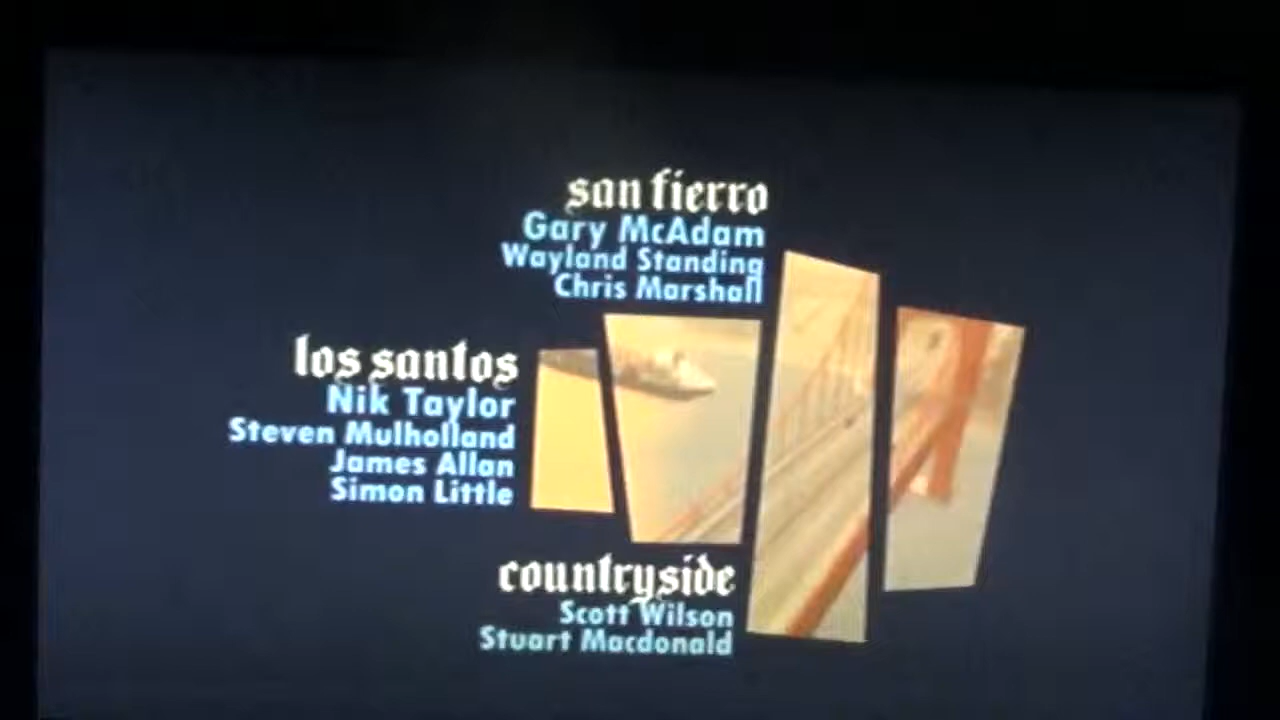 san fierro
Gary McAdam
Wayland Standing
Chris Marshall
los santos
Nik Taylor
Steven Mulholland
James Allan
Simon Little
countryside
Scott Wilson
Stuart Macdonald